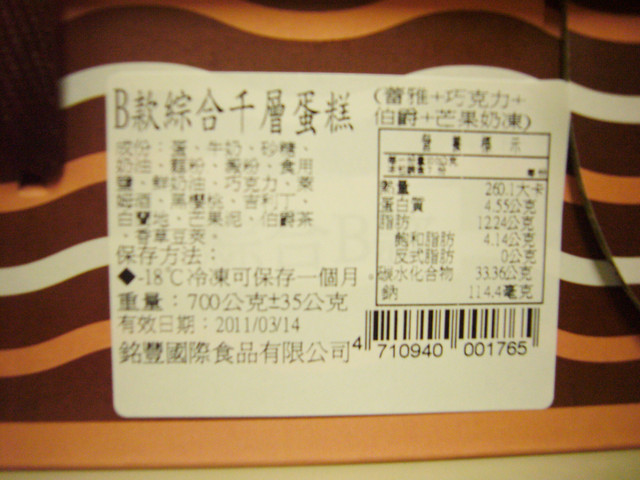 B款綜合千層蛋糕
(蕾雅+巧克力+
伯爵+芒果奶凍)
成份：蛋、牛奶、砂糖、
奶油、麵粉、澱粉、食用
鹽、鮮奶油、巧克力、萊
姆酒、黑櫻桃、吉利丁、
白蘭地、芒果泥、伯爵茶
、香草豆莢。
保存方法：
◆-18℃冷凍可保存一個月。
重量：700公克±35公克
有效日期：2011/03/14
銘豐國際食品有限公司
營養標示
熱量 260.1大卡
蛋白質 4.55公克
脂肪 12.24公克
飽和脂肪 4.14公克
反式脂肪 0公克
碳水化合物 33.36公克
鈉 114.4毫克
4 710940 001765